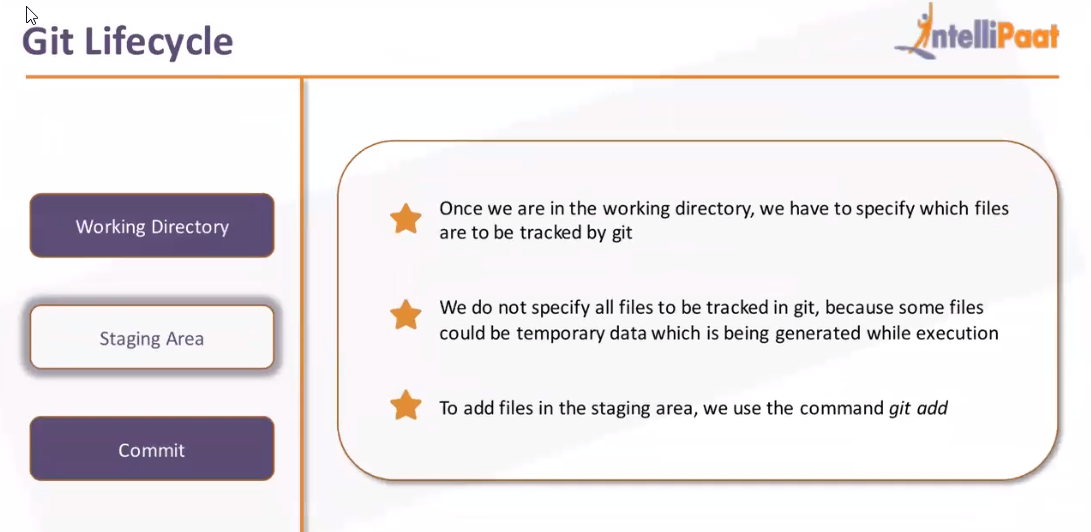 Git Lifecycle
IntelliPaat
Working Directory
Staging Area
Commit
Once we are in the working directory, we have to specify which files
are to be tracked by git
We do not specify all files to be tracked in git, because some files
could be temporary data which is being generated while execution
To add files in the staging area, we use the command git add